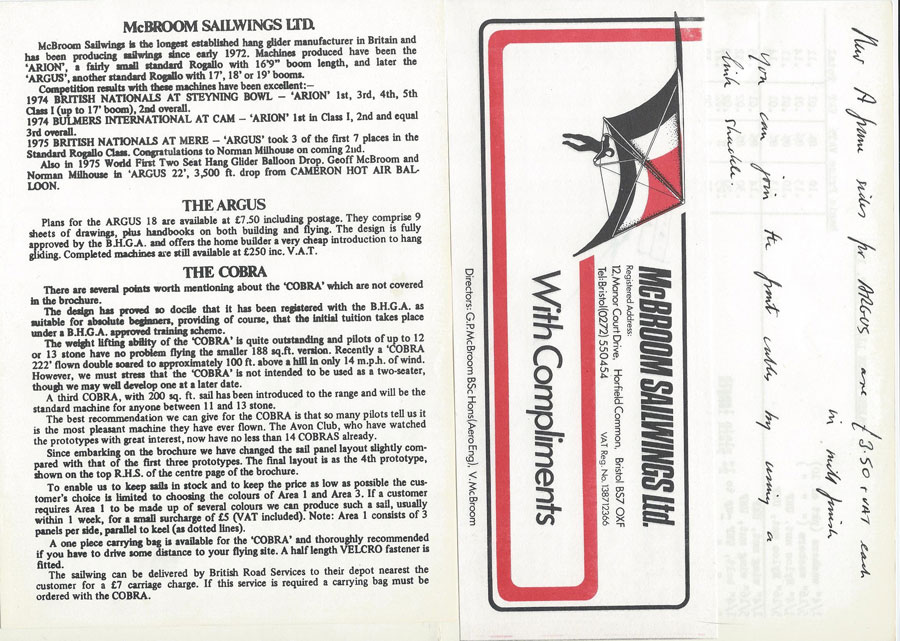 McBROOM SAILWINGS LTD.
McBroom Sailwings is the longest established hang glider manufacturer in Britain and
has been producing sailwings since early 1972. Machines produced have been the
'ARION', a fairly small standard Rogallo with 16'9" boom length, and later the
'ARGUS', another standard Rogallo with 17', 18' or 19' booms.
Competition results with these machines have been excellent:—
1974 BRITISH NATIONALS AT STEYNING BOWL – 'ARION' 1st, 3rd, 4th, 5th
Class I (up to 17' boom), 2nd overall.
1974 BULMERS INTERNATIONAL AT CAM – 'ARION' 1st in Class I, 2nd and equal
3rd overall.
1975 BRITISH NATIONALS AT MERE – 'ARGUS' took 3 of the first 7 places in the
Standard Rogallo Class. Congratulations to Norman Milhouse on coming 2nd.
Also in 1975 World First Two Seat Hang Glider Balloon Drop. Geoff McBroom and
Norman Milhouse in 'ARGUS 22', 3,500 ft. drop from CAMERON HOT AIR BAL-
LOON.
THE ARGUS
Plans for the ARGUS 18 are available at £7.50 including postage. They comprise 9
sheets of drawings, plus handbooks on both building and flying. The design is fully
approved by the B.H.G.A. and offers the home builder a very cheap introduction to hang
gliding. Completed machines are still available at £250 inc. V.A.T.
THE COBRA
There are several points worth mentioning about the 'COBRA' which are not covered
in the brochure.
The design has proved so docile that it has been registered with the B.H.G.A. as
suitable for absolute beginners, providing of course, that the initial tuition takes place
under a B.H.G.A. approved training scheme.
The weight lifting ability of the 'COBRA' is quite outstanding and pilots of up to 12
or 13 stone have no problem flying the smaller 188 sq.ft. version. Recently a 'COBRA
222' flown double soared to approximately 100 ft. above a hill in only 14 m.p.h. of wind.
However, we must stress that the 'COBRA' is not intended to be used as a two-seater,
though we may well develop one at a later date.
A third COBRA, with 200 sq. ft. sail has been introduced to the range and will be the
standard machine for anyone between 11 and 13 stone.
The best recommendation we can give for the COBRA is that so many pilots tell us it
is the most pleasant machine they have ever flown. The Avon Club, who have watched
the prototypes with great interest, now have no less than 14 COBRAS already.
Since embarking on the brochure we have changed the sail panel layout slightly com-
pared with that of the first three prototypes. The final layout is as the 4th prototype,
shown on the top R.H.S. of the centre page of the brochure.
To enable us to keep sails in stock and to keep the price as low as possible the cus-
tomer's choice is limited to choosing the colours of Area 1 and Area 3. If a customer
requires Area 1 to be made up of several colours we can produce such a sail, usually
within 1 week, for a small surcharge of £5 (VAT included). Note: Area 1 consists of 3
panels per side, parallel to keel (as dotted lines).
A one piece carrying bag is available for the 'COBRA' and thoroughly recommended
if you have to drive some distance to your flying site. A half length VELCRO fastener is
fitted.
The sailwing can be delivered by British Road Services to their depot nearest the
customer for a £7 carriage charge. If this service is required a carrying bag must be
ordered with the COBRA.
McBROOM SAILWINGS Ltd.
Registered Address:
12, Manor Court Drive, Horfield Common, Bristol BS7 OXF
Tel: Bristol (0272) 550454 VAT Reg. No. 138712366
With Compliments
Directors: G.P. McBroom BSc Hons (Aero Eng), V. McBroom
New A frame sides for ARGUS are £3.50 + VAT each
in mill finish
You can join the front cables by using a
link shackle.